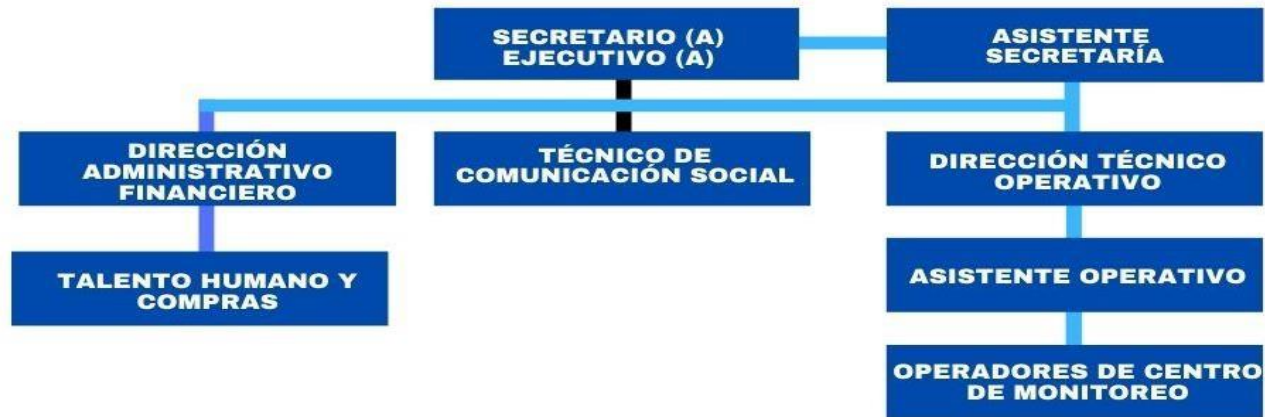 SECRETARIO (A)
EJECUTIVO (A)
ASISTENTE
SECRETARÍA
DIRECCIÓN
ADMINISTRATIVO
FINANCIERO
TÉCNICO DE
COMUNICACIÓN SOCIAL
DIRECCIÓN TÉCNICO
OPERATIVO
TALENTO HUMANO Y
COMPRAS
ASISTENTE OPERATIVO
OPERADORES DE CENTRO
DE MONITOREO